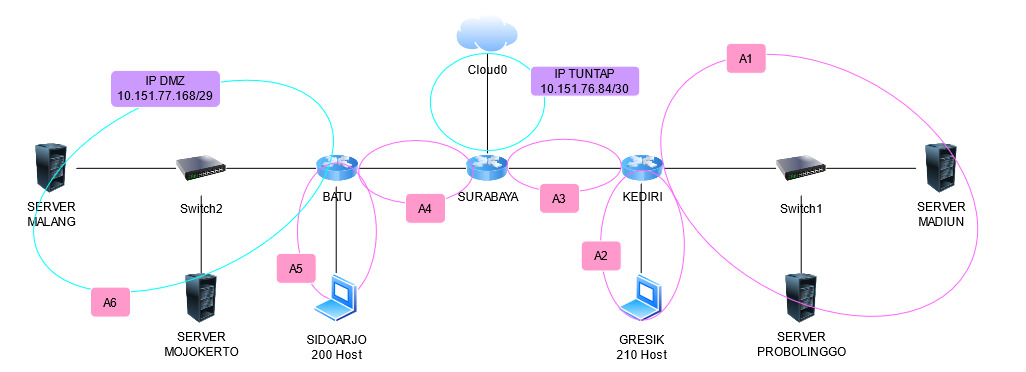 Cloud0
A1
IP DMZ
10.151.77.168/29
IP TUNTAP
10.151.76.84/30
SERVER
MALANG
Switch2
BATU
A4
SURABAYA
A3
KEDIRI
Switch1
SERVER
MADIUN
A6
A5
A2
SERVER
MOJOKERTO
SIDOARJO
200 Host
GRESIK
210 Host
SERVER
PROBOLINGGO